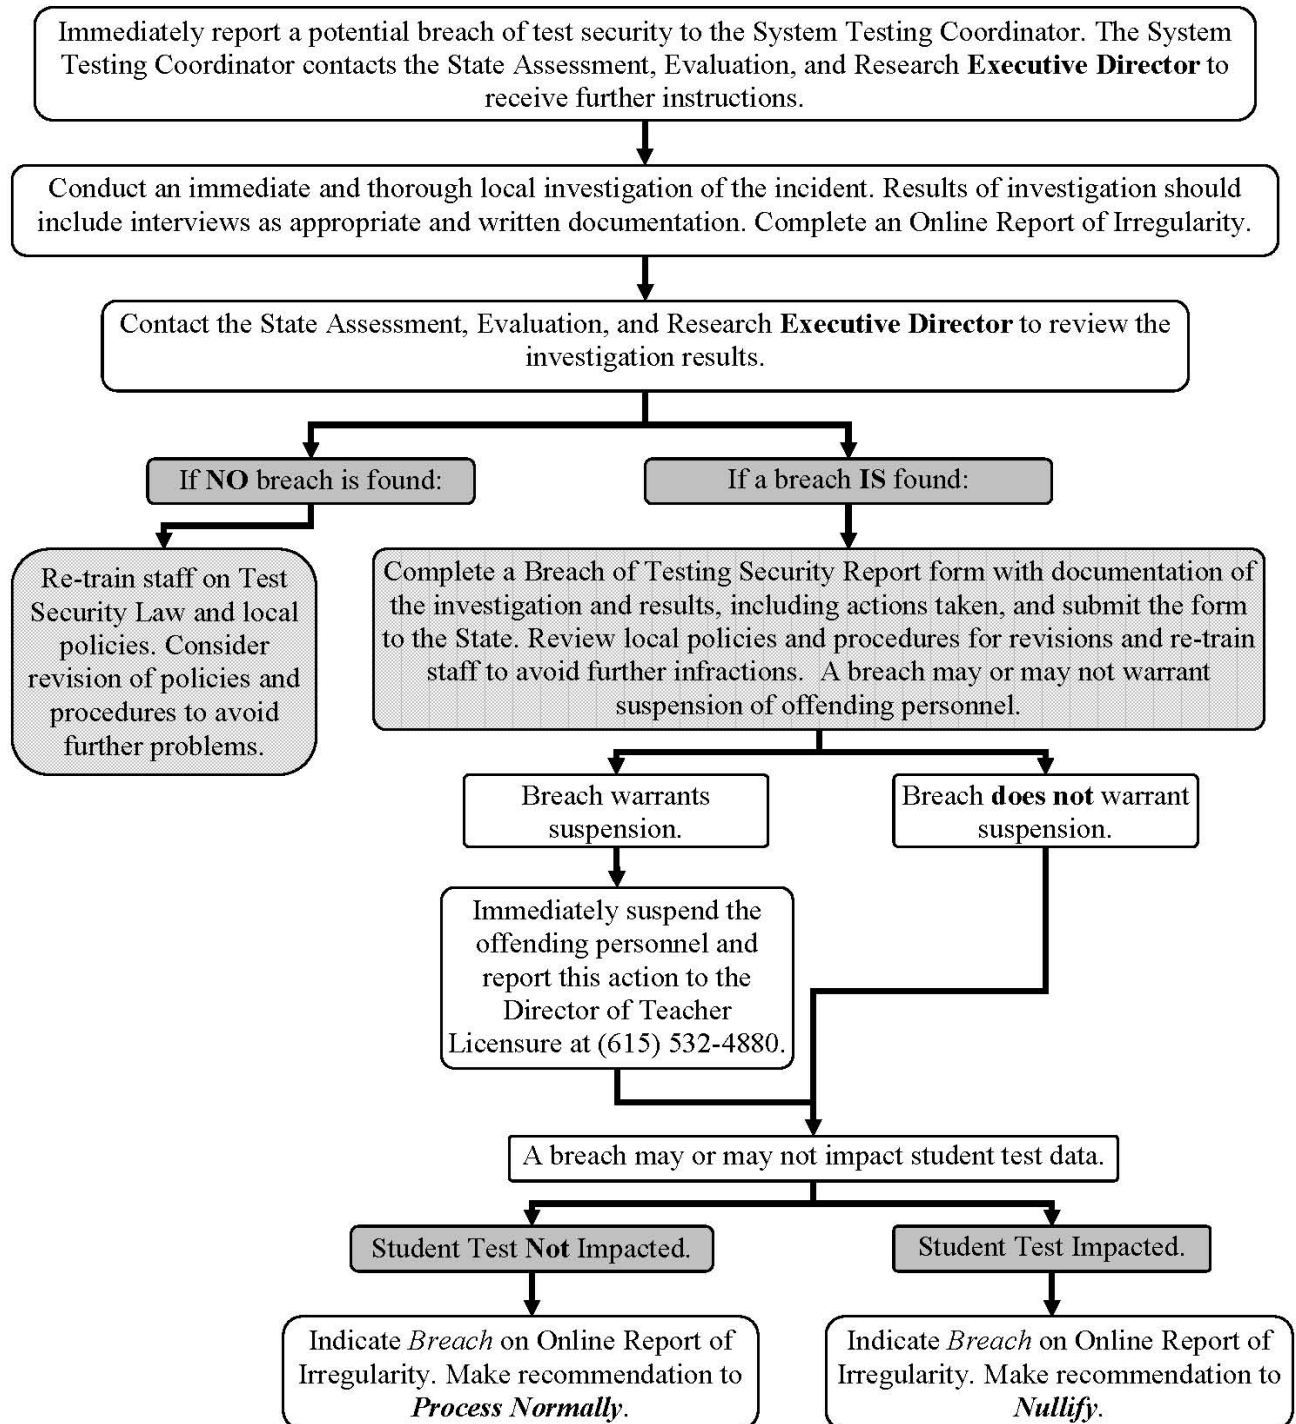 Immediately report a potential breach of test security to the System Testing Coordinator. The System
Testing Coordinator contacts the State Assessment, Evaluation, and Research Executive Director to
receive further instructions.
Conduct an immediate and thorough local investigation of the incident. Results of investigation should
include interviews as appropriate and written documentation. Complete an Online Report of Irregularity.
Contact the State Assessment, Evaluation, and Research Executive Director to review the
investigation results.
If NO breach is found:
If a breach IS found:
Re-train staff on Test
Security Law and local
policies. Consider
revision of policies and
procedures to avoid
further problems.
Complete a Breach of Testing Security Report form with documentation of
the investigation and results, including actions taken, and submit the form
to the State. Review local policies and procedures for revisions and re-train
staff to avoid further infractions. A breach may or may not warrant
suspension of offending personnel.
Breach warrants
suspension.
Breach does not warrant
suspension.
Immediately suspend the
offending personnel and
report this action to the
Director of Teacher
Licensure at (615) 532-4880.
A breach may or may not impact student test data.
Student Test Not Impacted.
Student Test Impacted.
Indicate Breach on Online Report of
Irregularity. Make recommendation to
Process Normally.
Indicate Breach on Online Report of
Irregularity. Make recommendation to
Nullify.